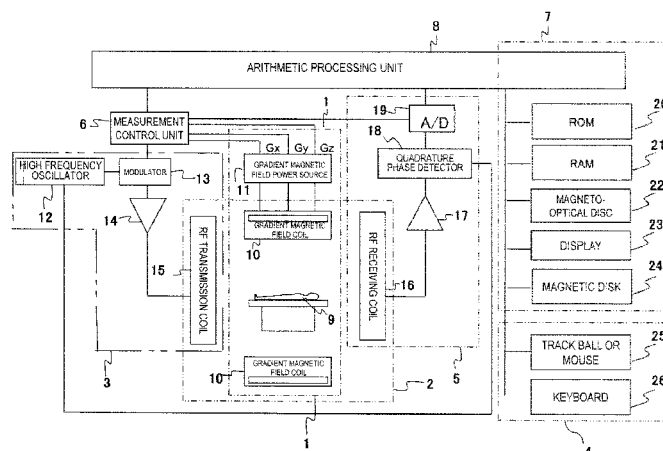 8
7
ARITHMETIC PROCESSING UNIT
1
19
A/D
6
MEASUREMENT
CONTROL UNIT
18
20
ROM
Gx Gy Gz
QUADRATURE
PHASE DETECTOR
21
RAM
HIGH FREQUENCY
OSCILLATOR
MODULATOR
13
GRADIENT MAGNETIC
FIELD POWER SOURCE
11
12
22
MAGNETO-
OPTICAL DISC
14
17
GRADIENT MAGNETIC
FIELD COIL
10
23
DISPLAY
15
RF TRANSMISSION
COIL
16
RF RECEIVING COIL
24
MAGNETIC DISK
9
25
TRACK BALL OR
MOUSE
10
GRADIENT MAGNETIC
FIELD COIL
3
2
5
26
KEYBOARD
1
4